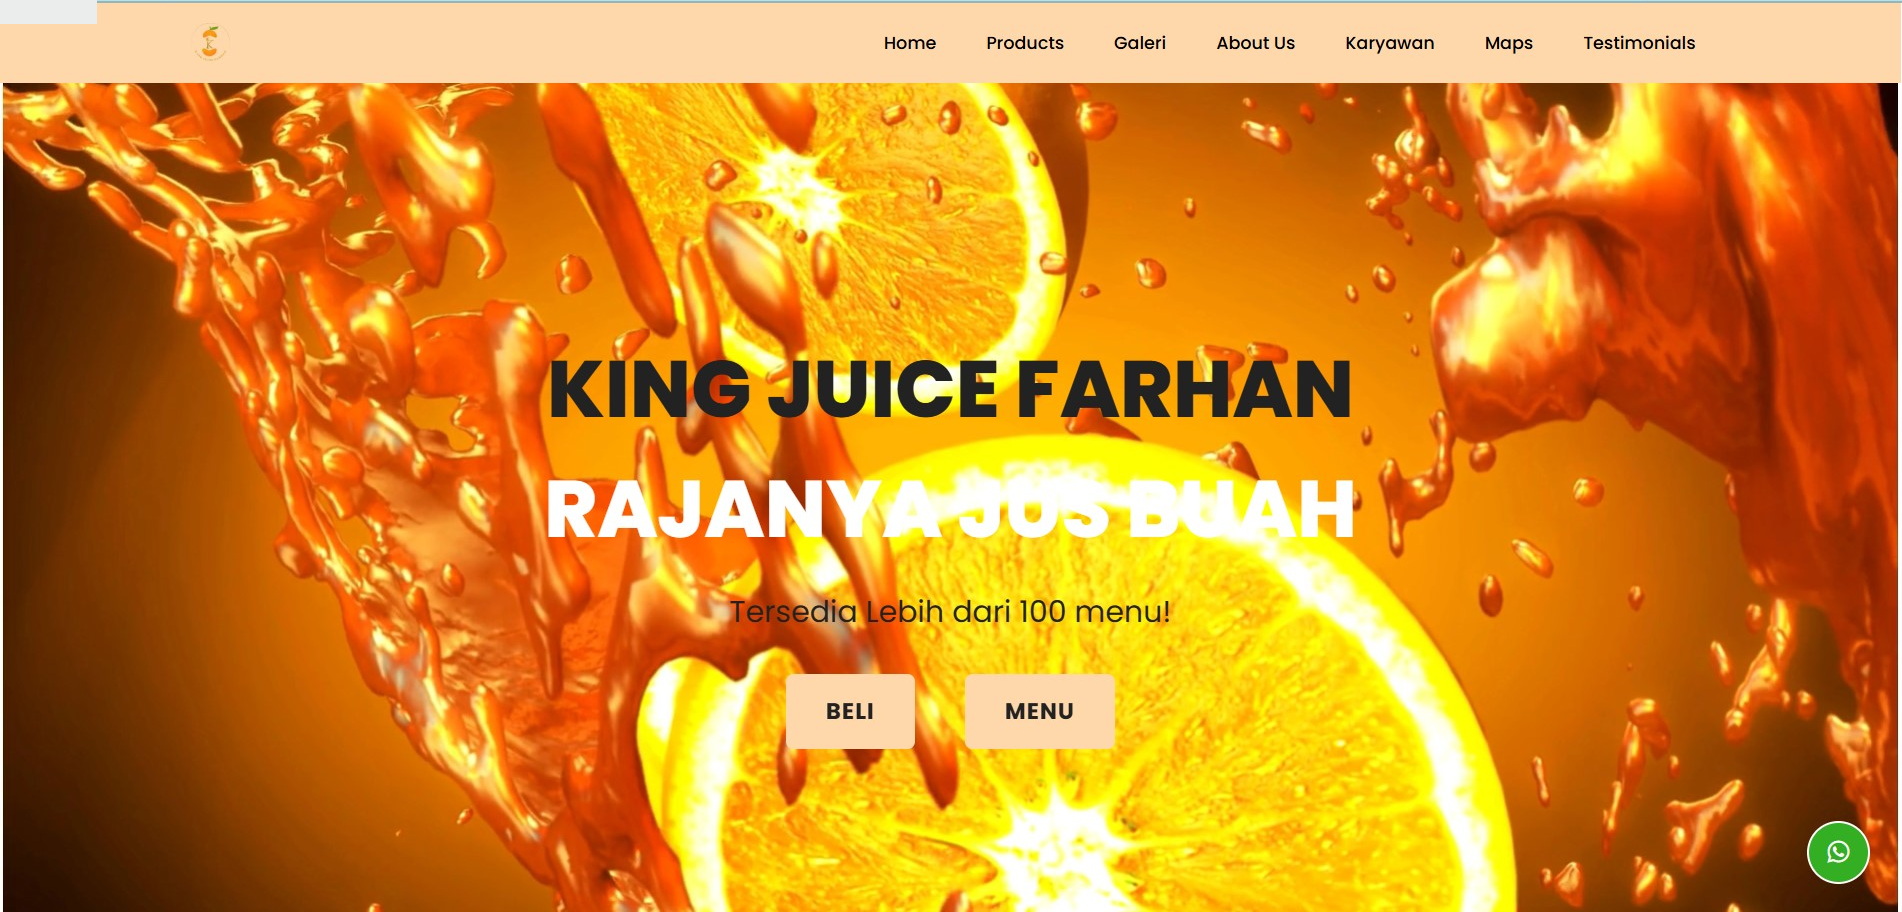 Home Products Galeri About Us Karyawan Maps Testimonials
KING JUICE FARHAN
RAJANYA JUS BUAH
Tersedia Lebih dari 100 menu!
BELI MENU